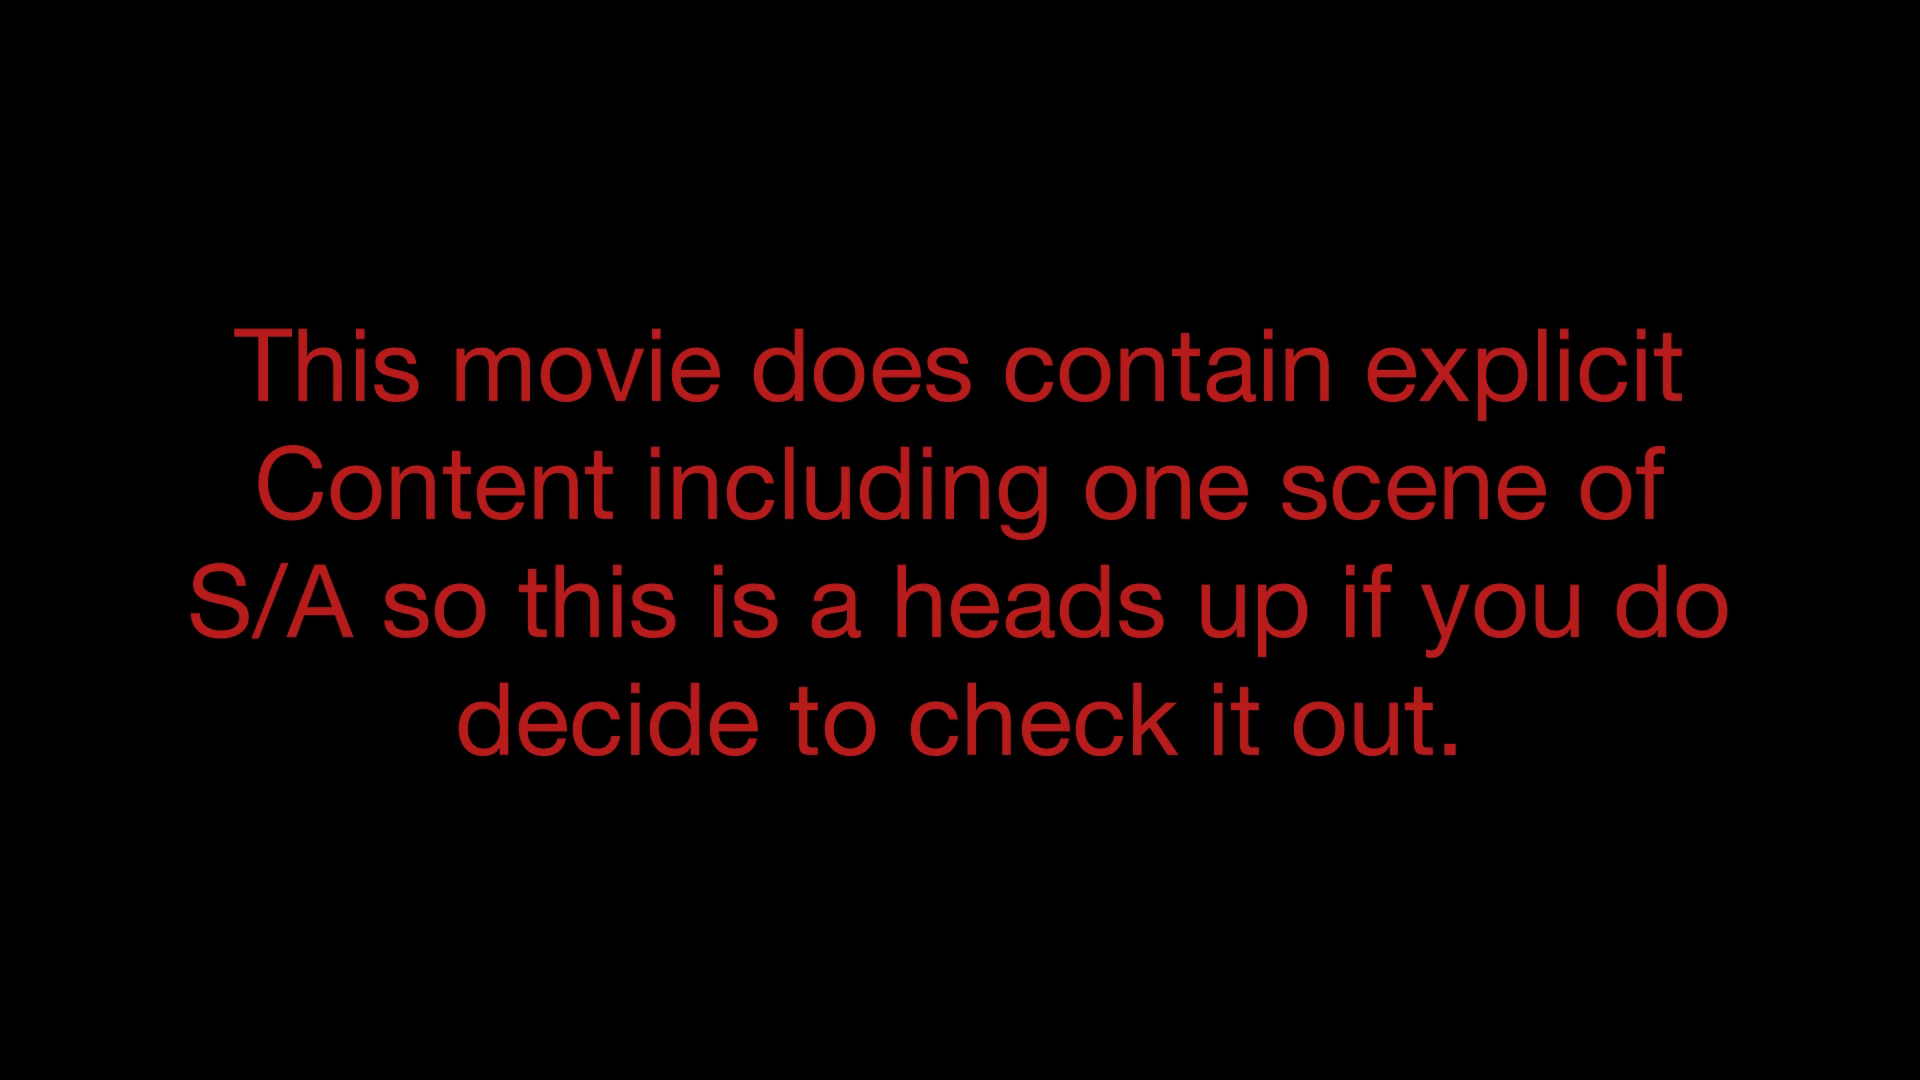 This movie does contain explicit
Content including one scene of
S/A so this is a heads up if you do
decide to check it out.